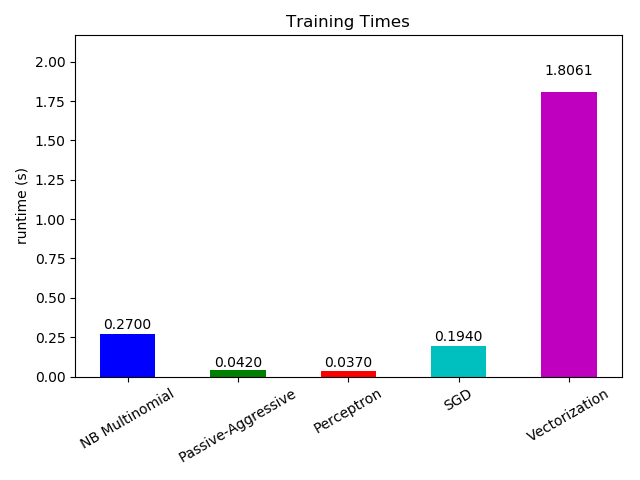 Training Times
runtime (s)
2.00
1.75
1.50
1.25
1.00
0.75
0.50
0.25
0.00
0.2700
0.0420
0.0370
0.1940
1.8061
NB Multinomial
Passive-Aggressive
Perceptron
SGD
Vectorization